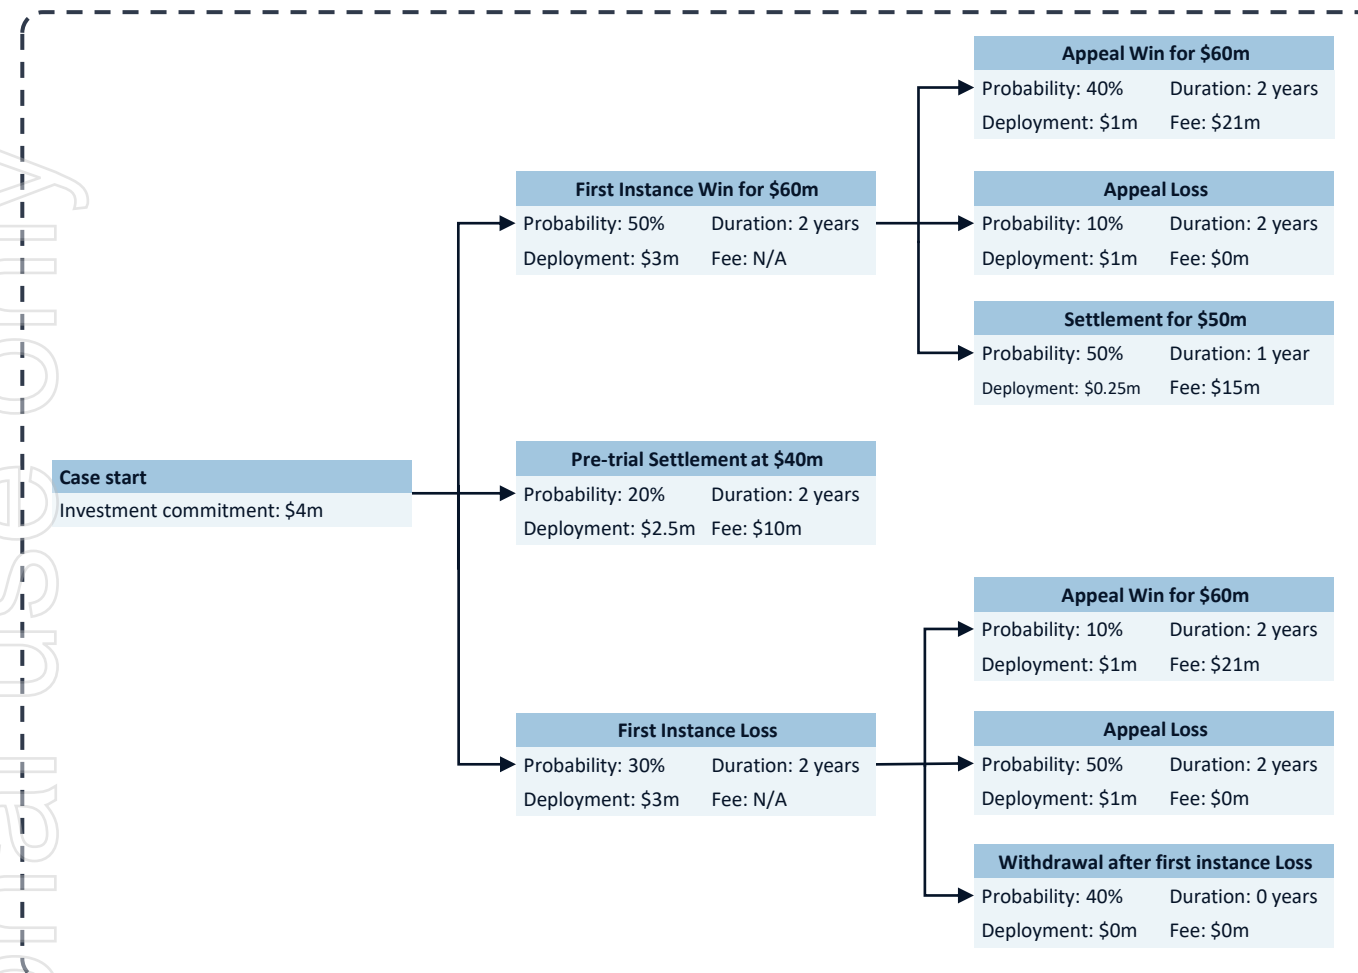 Appeal Win for $60m
Probability: 40% Duration: 2 years
Deployment: $1m Fee: $21m
First Instance Win for $60m
Probability: 50% Duration: 2 years
Deployment: $3m Fee: N/A
Appeal Loss
Probability: 10% Duration: 2 years
Deployment: $1m Fee: $0m
Settlement for $50m
Probability: 50% Duration: 1 year
Deployment: $0.25m Fee: $15m
Case start
Investment commitment: $4m
Pre-trial Settlement at $40m
Probability: 20% Duration: 2 years
Deployment: $2.5m Fee: $10m
Appeal Win for $60m
Probability: 10% Duration: 2 years
Deployment: $1m Fee: $21m
First Instance Loss
Probability: 30% Duration: 2 years
Deployment: $3m Fee: N/A
Appeal Loss
Probability: 50% Duration: 2 years
Deployment: $1m Fee: $0m
Withdrawal after first instance Loss
Probability: 40% Duration: 0 years
Deployment: $0m Fee: $0m
use only